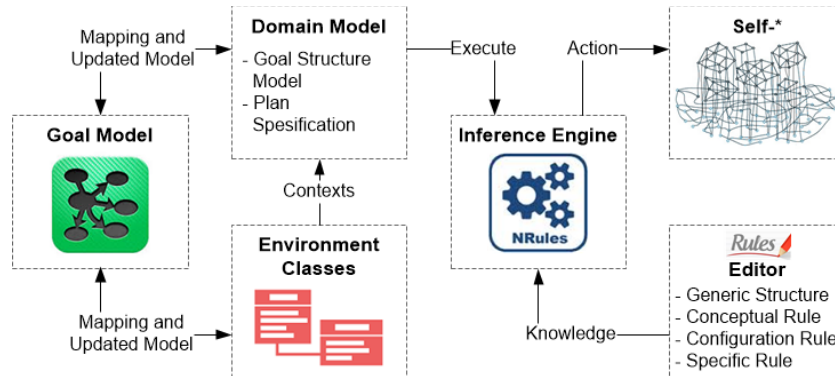 Mapping and
Updated Model
Domain Model
- Goal Structure
Model
- Plan
Spesification
Execute
Action
Self-*
Goal Model
Contexts
Inference Engine
NRules
Environment
Classes
Mapping and
Updated Model
Knowledge
Rules
Editor
- Generic Structure
- Conceptual Rule
- Configuration Rule
- Specific Rule